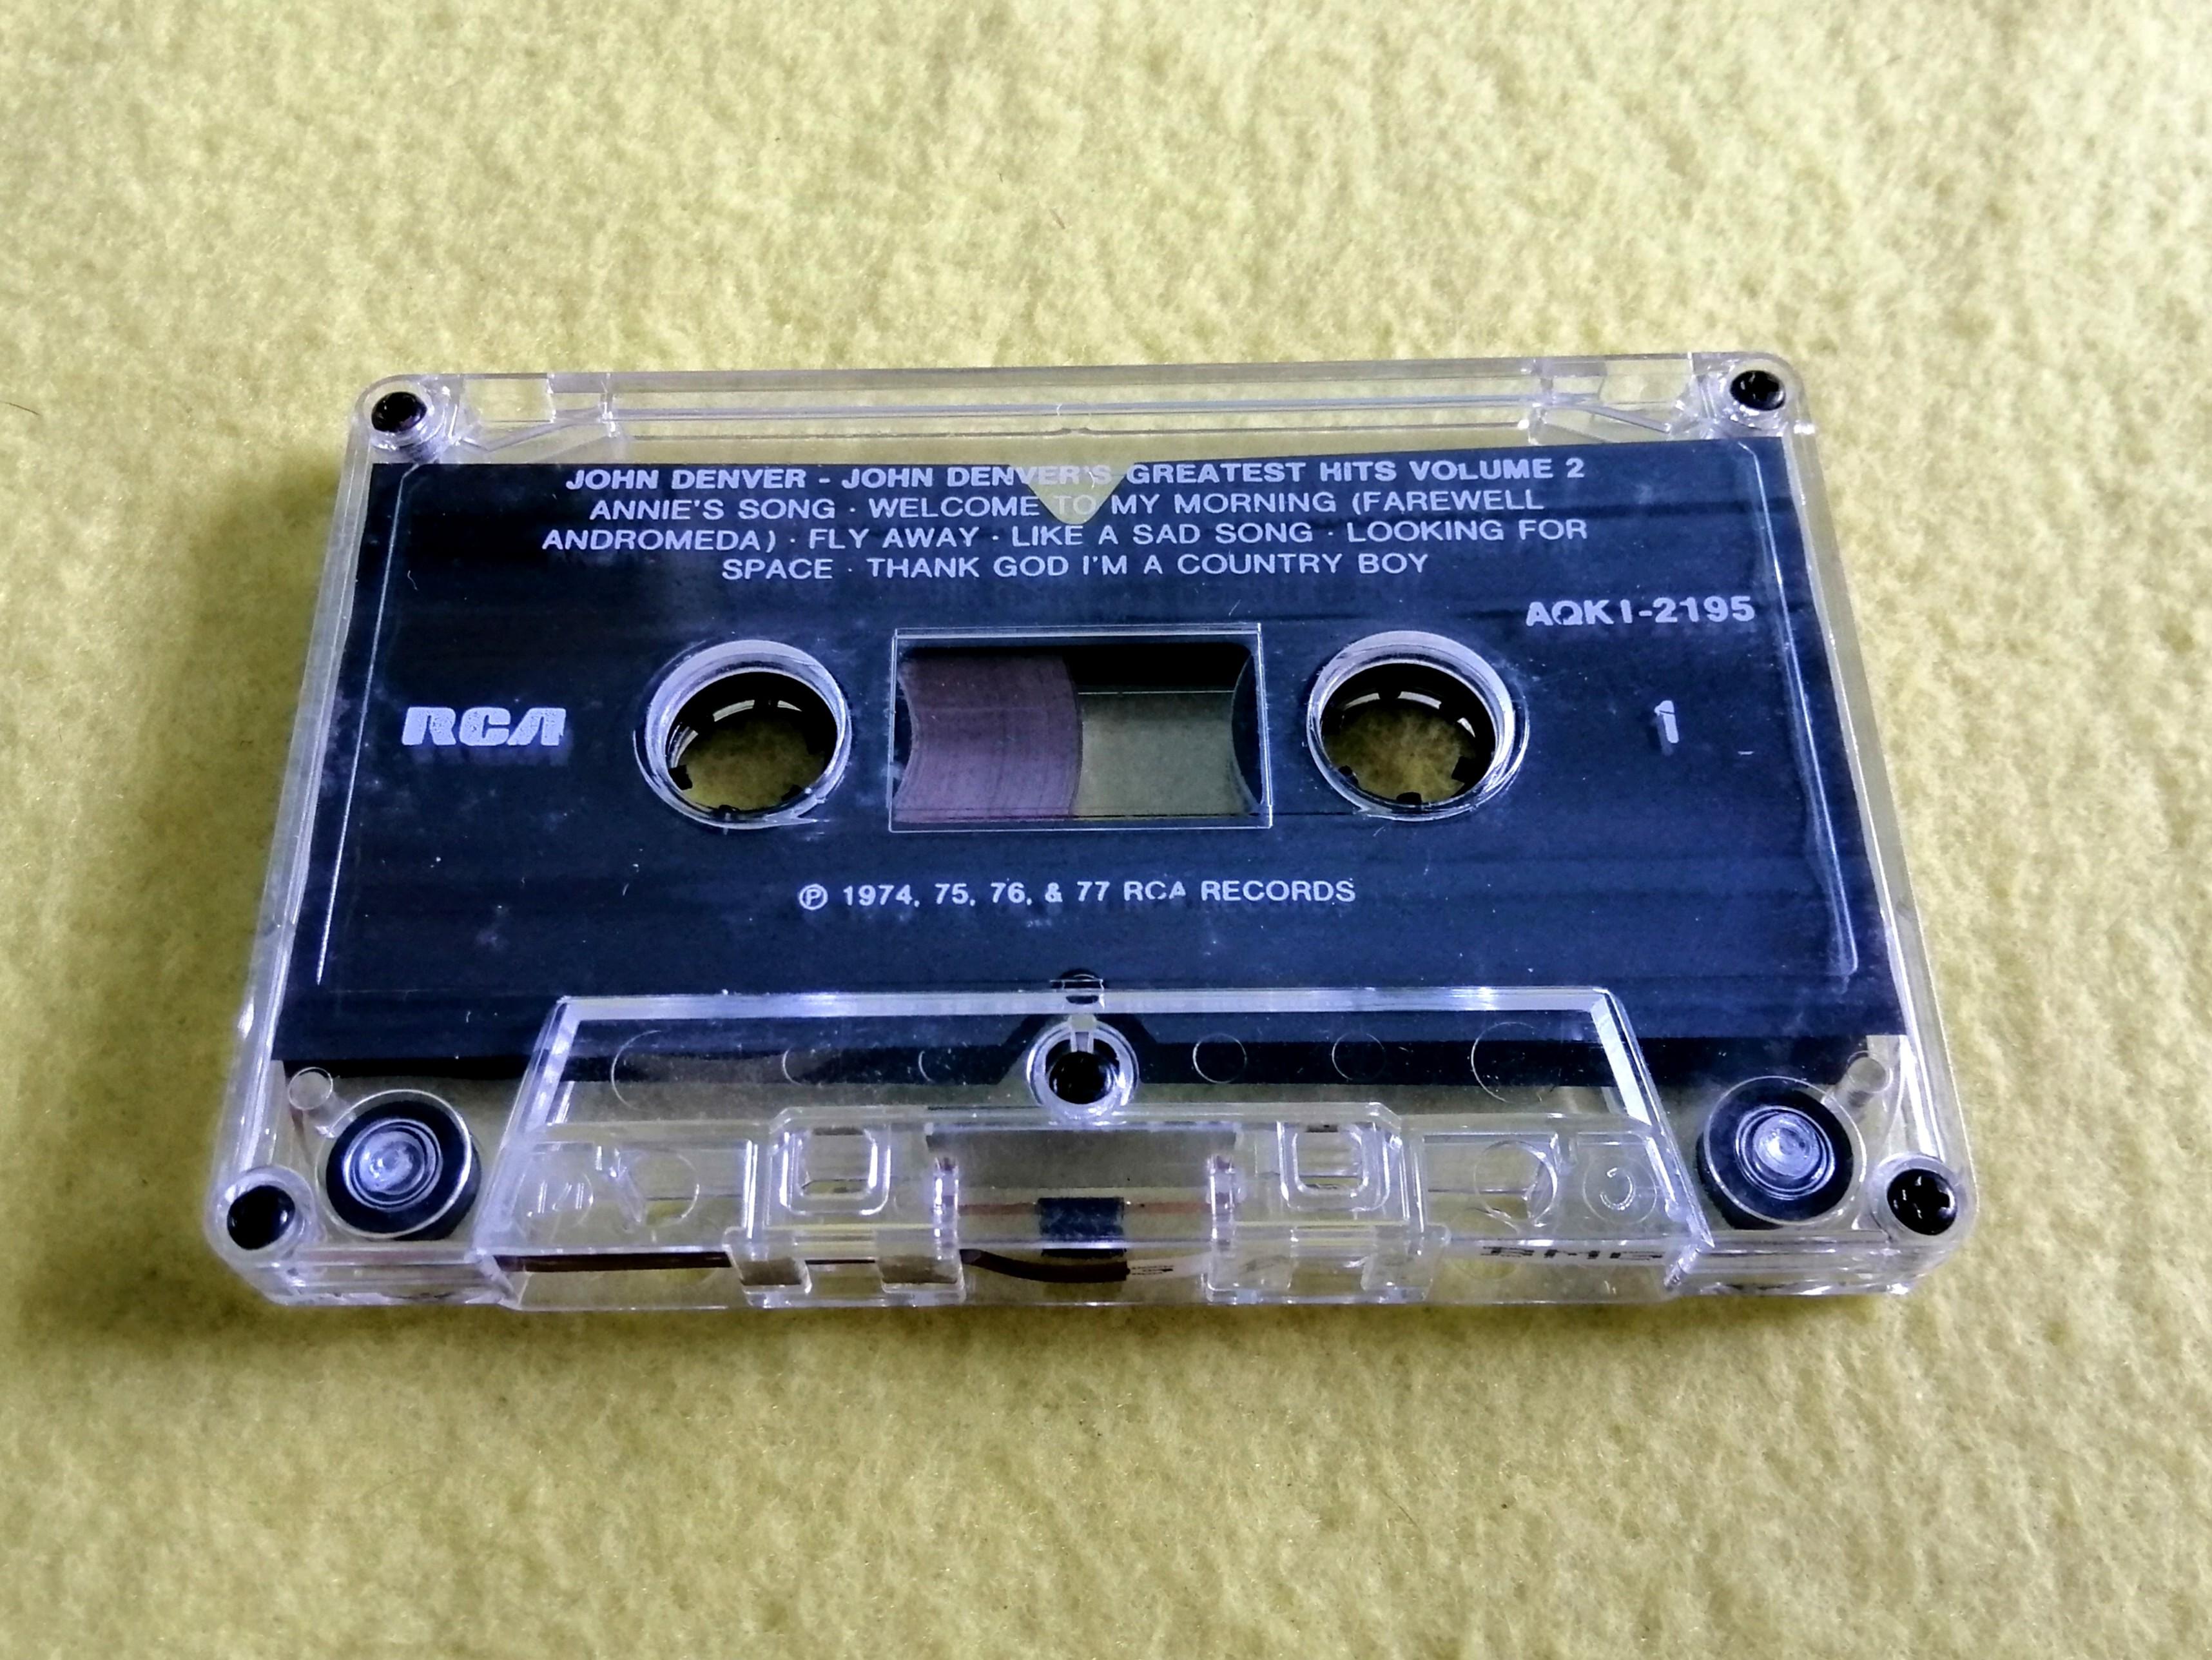 JOHN DENVER - JOHN DENVER'S GREATEST HITS VOLUME 2
ANNIE'S SONG · WELCOME TO MY MORNING (FAREWELL
ANDROMEDA) · FLY AWAY · LIKE A SAD SONG · LOOKING FOR
SPACE · THANK GOD I'M A COUNTRY BOY
AQK1-2195
RCA
1
℗ 1974, 75, 76, & 77 RCA RECORDS